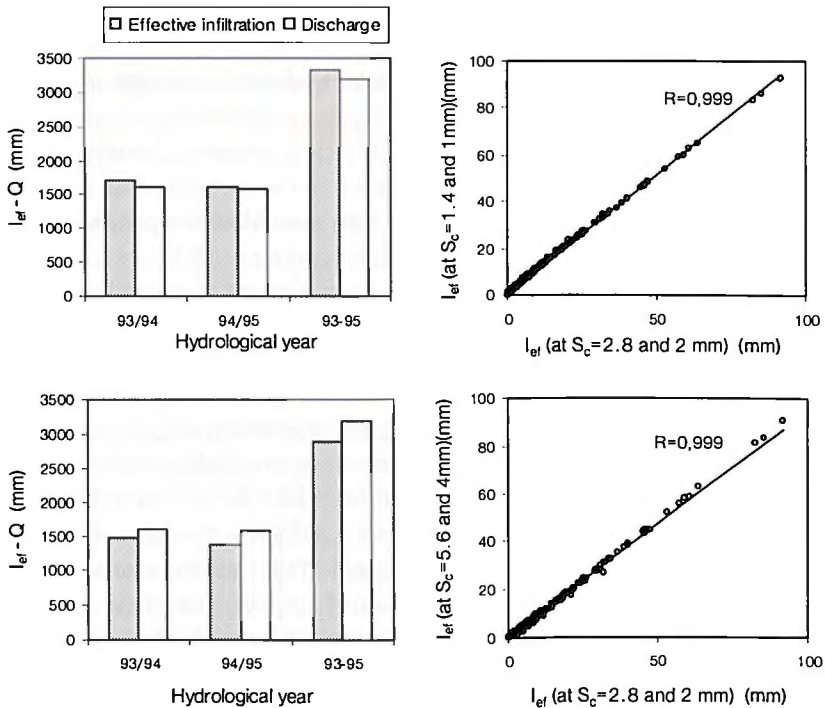 Effective infiltration Discharge
3500
3000
2500
2000
1500
1000
500
0
Ief - Q (mm)
93/94 94/95 93-95
Hydrological year
100
80
60
40
20
0
Ief (at Sc=1.4 and 1mm)(mm)
R=0,999
0 50 100
Ief (at Sc=2.8 and 2 mm) (mm)
3500
3000
2500
2000
1500
1000
500
0
Ief - Q (mm)
93/94 94/95 93-95
Hydrological year
100
80
60
40
20
0
Ief (at Sc=5.6 and 4mm)(mm)
R=0,999
0 50 100
Ief (at Sc=2.8 and 2 mm) (mm)